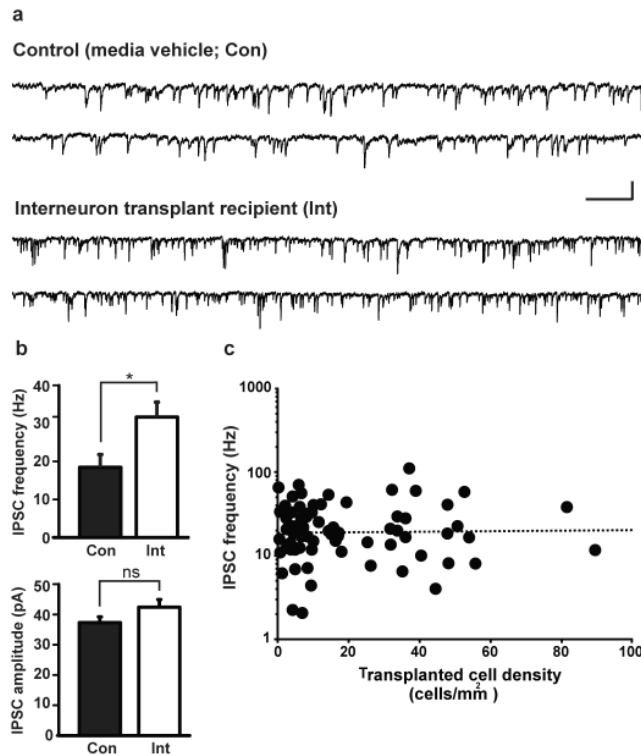 a
Control (media vehicle; Con)
Interneuron transplant recipient (Int)
b
IPSC frequency (Hz)
40
30
20
10
0
*
Con Int
IPSC amplitude (pA)
50
40
30
20
10
0
ns
Con Int
c
IPSC frequency (Hz)
1000
100
10
1
0 20 40 60 80 100
Transplanted cell density
(cells/mm2)